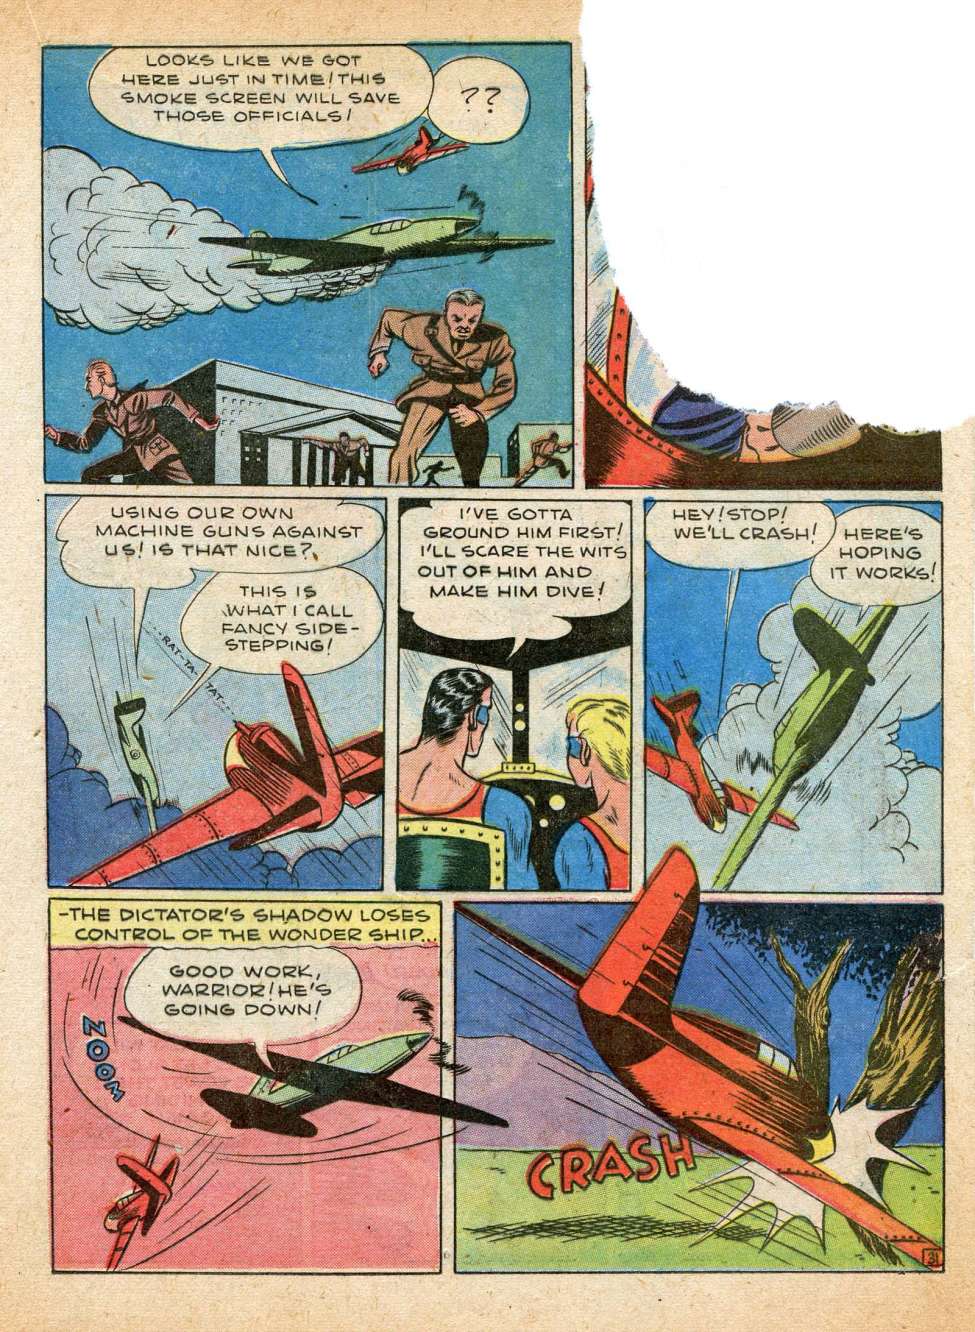 LOOKS LIKE WE GOT
HERE JUST IN TIME! THIS
SMOKE SCREEN WILL SAVE
THOSE OFFICIALS!
??
USING OUR OWN
MACHINE GUNS AGAINST
US! IS THAT NICE?
THIS IS
WHAT I CALL
FANCY SIDE-
STEPPING!
RAT-TA-TAT-
I'VE GOTTA
GROUND HIM FIRST!
I'LL SCARE THE WITS
OUT OF HIM AND
MAKE HIM DIVE!
HEY! STOP!
WE'LL CRASH!
HERE'S
HOPING
IT WORKS!
-THE DICTATOR'S SHADOW LOSES
CONTROL OF THE WONDER SHIP...
GOOD WORK,
WARRIOR! HE'S
GOING DOWN!
ZOOM
CRASH
31